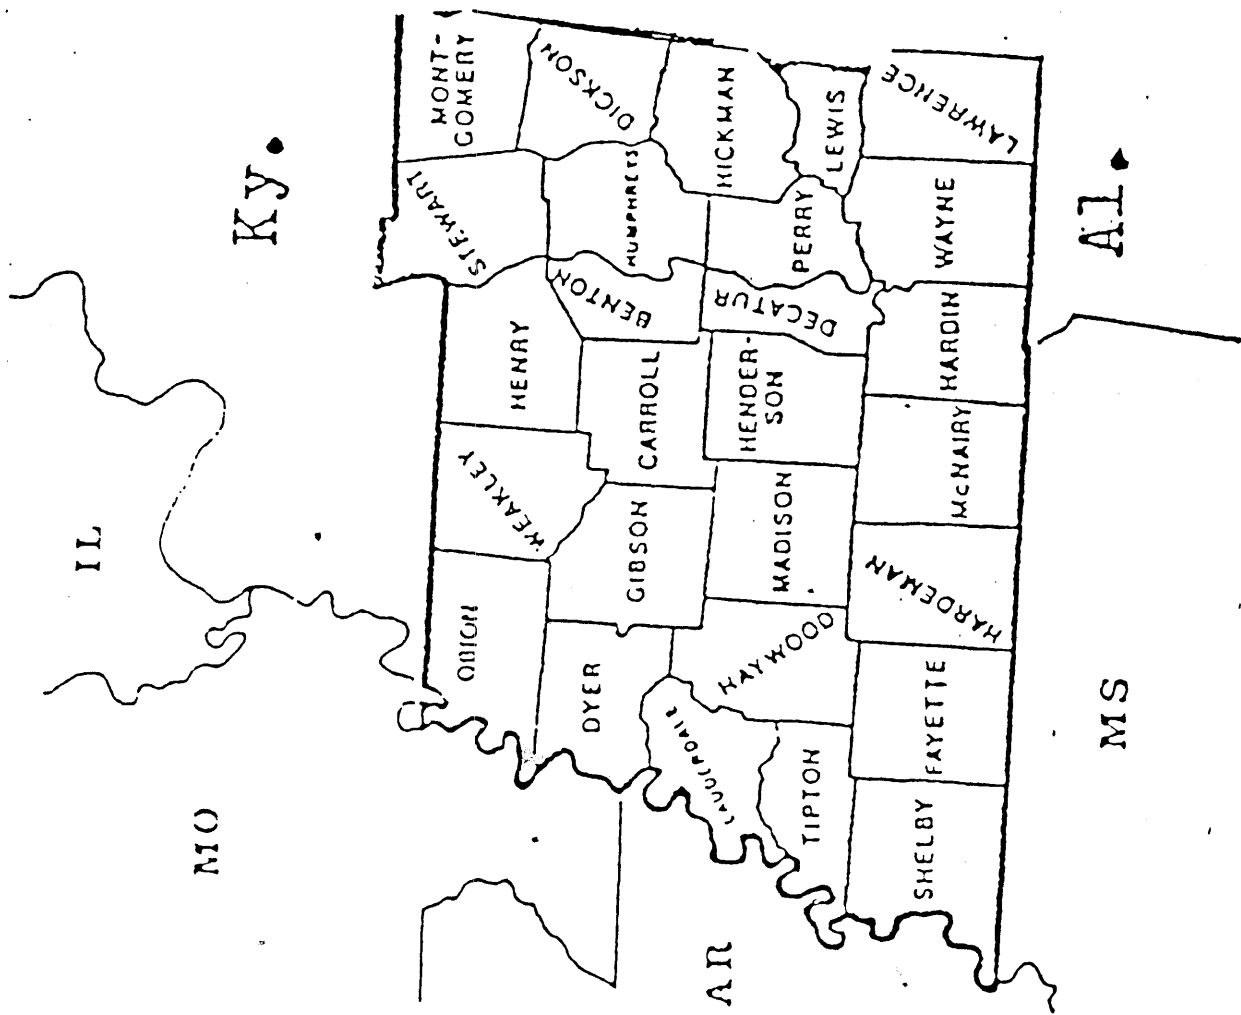 IL
Ky.
MO
MONT-
GOMERY
STEWART
HENRY
WEAKLEY
OBION
DICKSON
HUMPHREYS
BENTON
CARROLL
GIBSON
DYER
HICKMAN
PERRY
DECATUR
HENDER-
SON
MADISON
HAYWOOD
LAUDERDALE
TIPTON
LEWIS
LAWRENCE
WAYNE
HARDIN
McNAIRY
HARDEMAN
FAYETTE
SHELBY
AR
Al.
MS